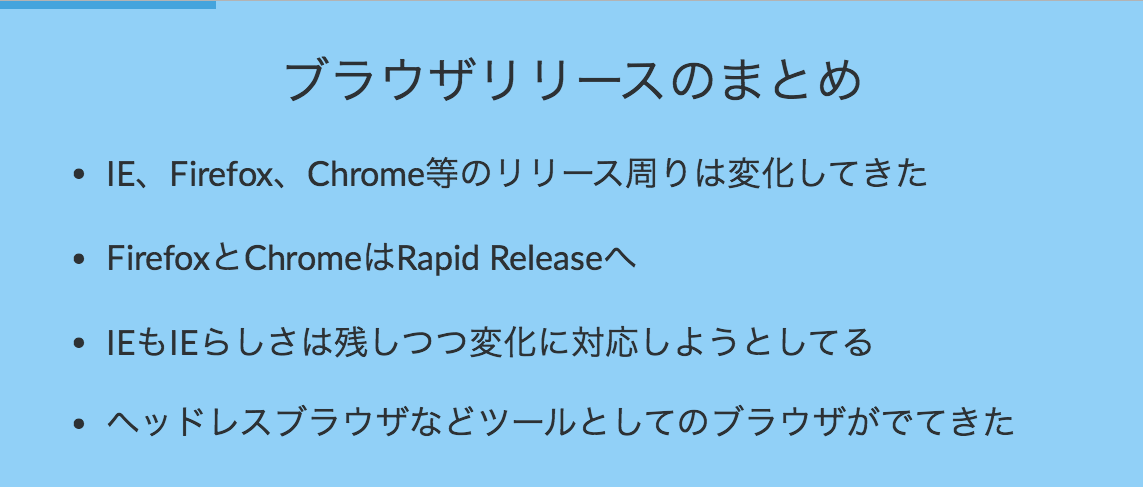 ブラウザリリースのまとめ
• IE、Firefox、Chrome等のリリース周りは変化してきた
• FirefoxとChromeはRapid Releaseへ
• IEもIEらしさは残しつつ変化に対応しようとしてる
• ヘッドレスブラウザなどツールとしてのブラウザがでてきた